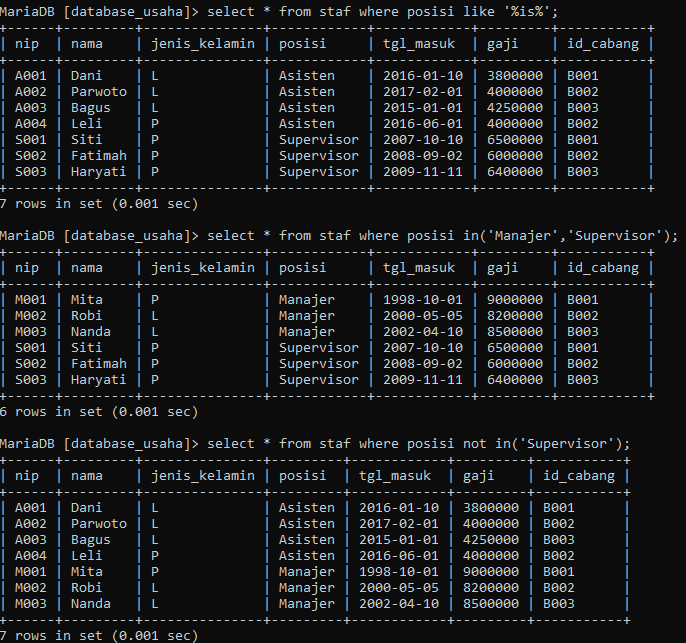 MariaDB [database_usaha]> select * from staf where posisi like '%is%';
+------+---------+---------------+------------+------------+---------+-----------+
| nip  | nama    | jenis_kelamin | posisi     | tgl_masuk  | gaji    | id_cabang |
+------+---------+---------------+------------+------------+---------+-----------+
| A001 | Dani    | L             | Asisten    | 2016-01-10 | 3800000 | B001      |
| A002 | Parwoto | L             | Asisten    | 2017-02-01 | 4000000 | B002      |
| A003 | Bagus   | L             | Asisten    | 2015-01-01 | 4250000 | B003      |
| A004 | Leli    | P             | Asisten    | 2016-06-01 | 4000000 | B002      |
| S001 | Siti    | P             | Supervisor | 2007-10-10 | 6500000 | B001      |
| S002 | Fatimah | P             | Supervisor | 2008-09-02 | 6000000 | B002      |
| S003 | Haryati | P             | Supervisor | 2009-11-11 | 6400000 | B003      |
+------+---------+---------------+------------+------------+---------+-----------+
7 rows in set (0.001 sec)
MariaDB [database_usaha]> select * from staf where posisi in('Manajer','Supervisor');
+------+---------+---------------+------------+------------+---------+-----------+
| nip  | nama    | jenis_kelamin | posisi     | tgl_masuk  | gaji    | id_cabang |
+------+---------+---------------+------------+------------+---------+-----------+
| M001 | Mita    | P             | Manajer    | 1998-10-01 | 9000000 | B001      |
| M002 | Robi    | L             | Manajer    | 2000-05-05 | 8200000 | B002      |
| M003 | Nanda   | L             | Manajer    | 2002-04-10 | 8500000 | B003      |
| S001 | Siti    | P             | Supervisor | 2007-10-10 | 6500000 | B001      |
| S002 | Fatimah | P             | Supervisor | 2008-09-02 | 6000000 | B002      |
| S003 | Haryati | P             | Supervisor | 2009-11-11 | 6400000 | B003      |
+------+---------+---------------+------------+------------+---------+-----------+
6 rows in set (0.001 sec)
MariaDB [database_usaha]> select * from staf where posisi not in('Supervisor');
+------+---------+---------------+---------+------------+---------+-----------+
| nip  | nama    | jenis_kelamin | posisi  | tgl_masuk  | gaji    | id_cabang |
+------+---------+---------------+---------+------------+---------+-----------+
| A001 | Dani    | L             | Asisten | 2016-01-10 | 3800000 | B001      |
| A002 | Parwoto | L             | Asisten | 2017-02-01 | 4000000 | B002      |
| A003 | Bagus   | L             | Asisten | 2015-01-01 | 4250000 | B003      |
| A004 | Leli    | P             | Asisten | 2016-06-01 | 4000000 | B002      |
| M001 | Mita    | P             | Manajer | 1998-10-01 | 9000000 | B001      |
| M002 | Robi    | L             | Manajer | 2000-05-05 | 8200000 | B002      |
| M003 | Nanda   | L             | Manajer | 2002-04-10 | 8500000 | B003      |
+------+---------+---------------+---------+------------+---------+-----------+
7 rows in set (0.001 sec)